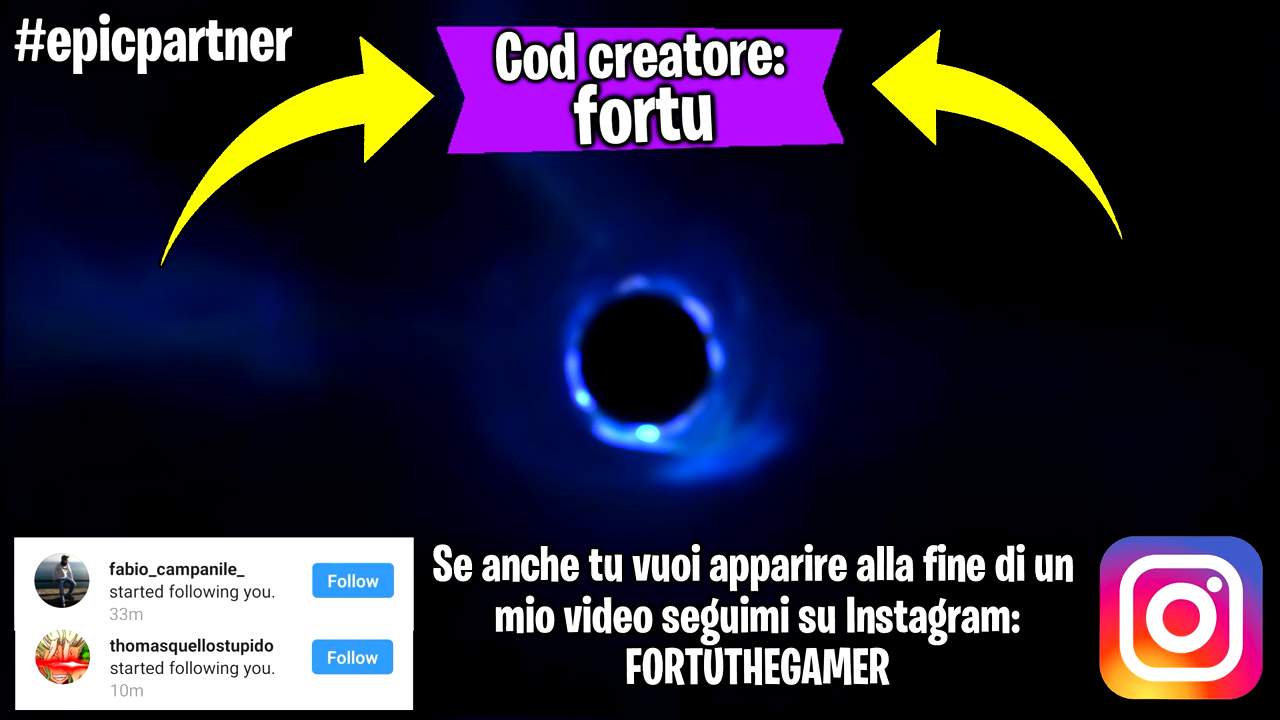 #epicpartner
Cod creatore:
fortu
fabio_campanile_
started following you.
33m
Follow
thomasquellostupido
started following you.
10m
Follow
Se anche tu vuoi apparire alla fine di un
mio video seguimi su Instagram:
FORTUTHEGAMER